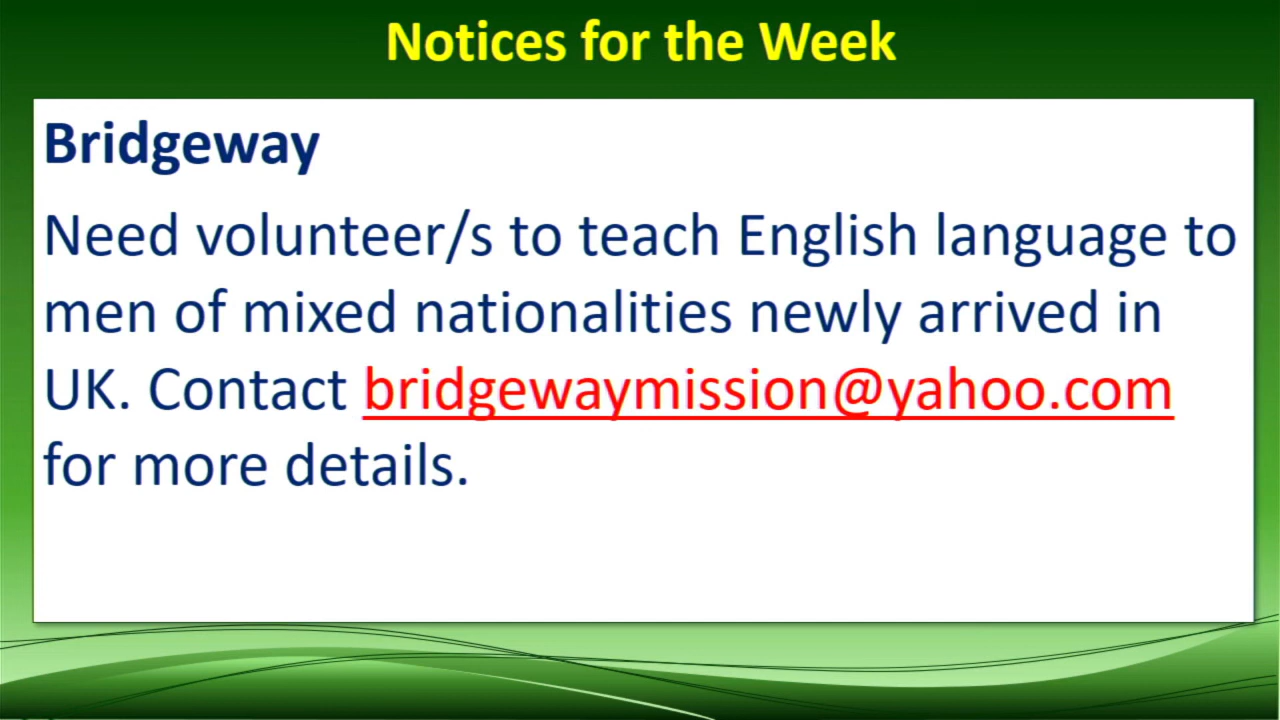 Notices for the Week
Bridgeway
Need volunteer/s to teach English language to
men of mixed nationalities newly arrived in
UK. Contact bridgewaymission@yahoo.com
for more details.